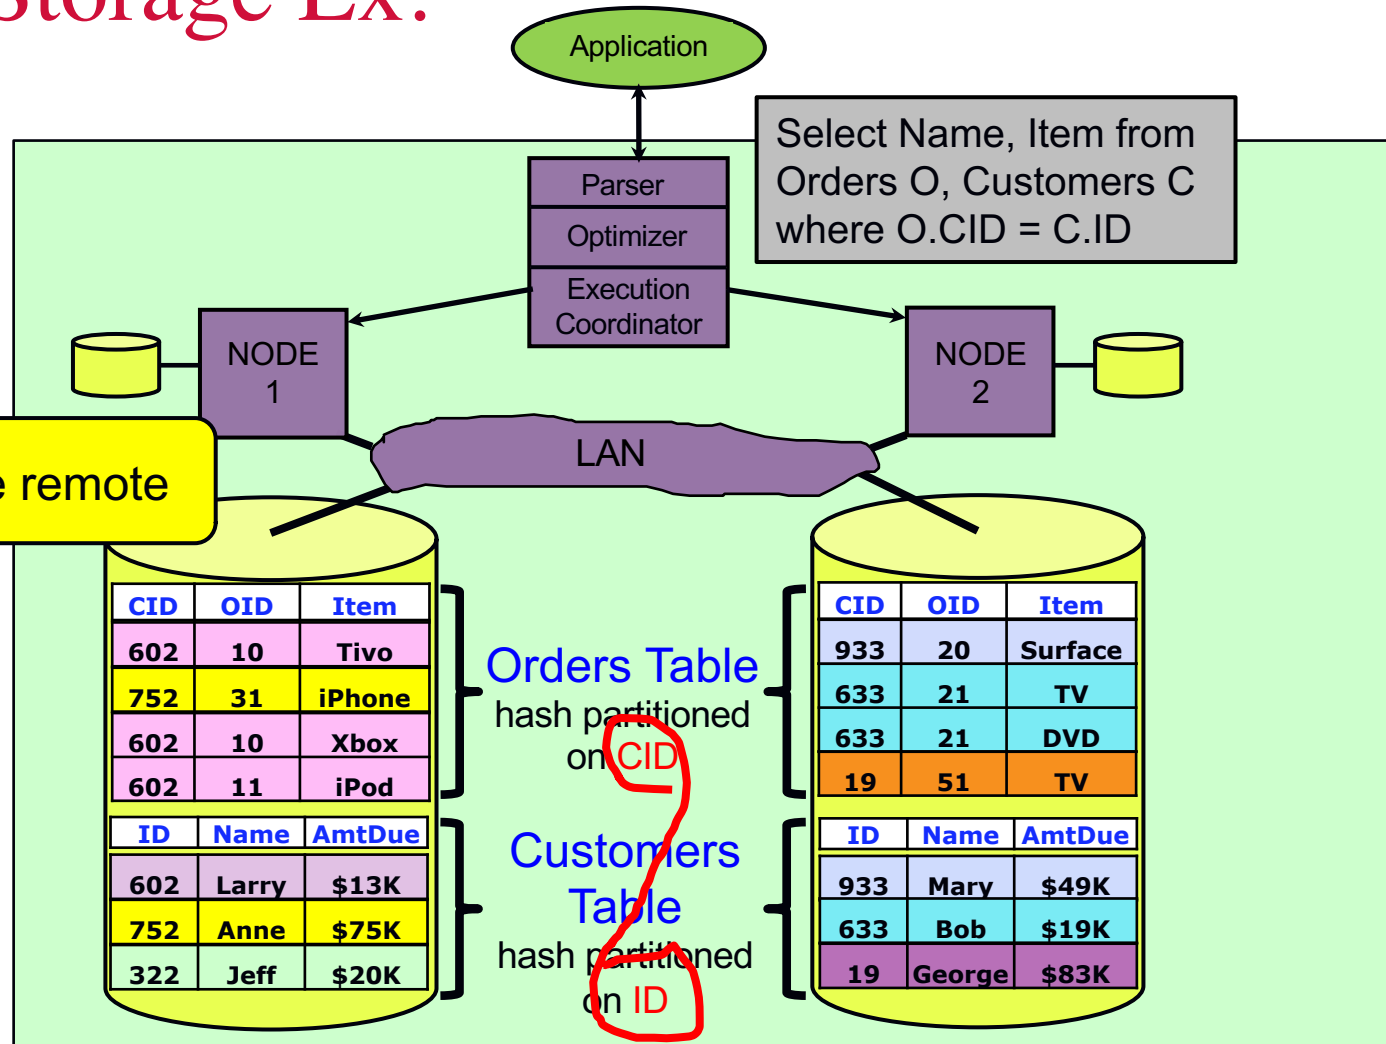 Storage Ex.
Application
Select Name, Item from
Orders O, Customers C
where O.CID = C.ID
Parser
Optimizer
Execution
Coordinator
NODE
1
NODE
2
LAN
remote
CID OID Item
602 10 Tivo
752 31 iPhone
602 10 Xbox
602 11 iPod
ID Name AmtDue
602 Larry $13K
752 Anne $75K
322 Jeff $20K
Orders Table
hash partitioned
on CID
Customers
Table
hash partitioned
on ID
CID OID Item
933 20 Surface
633 21 TV
633 21 DVD
19 51 TV
ID Name AmtDue
933 Mary $49K
633 Bob $19K
19 George $83K